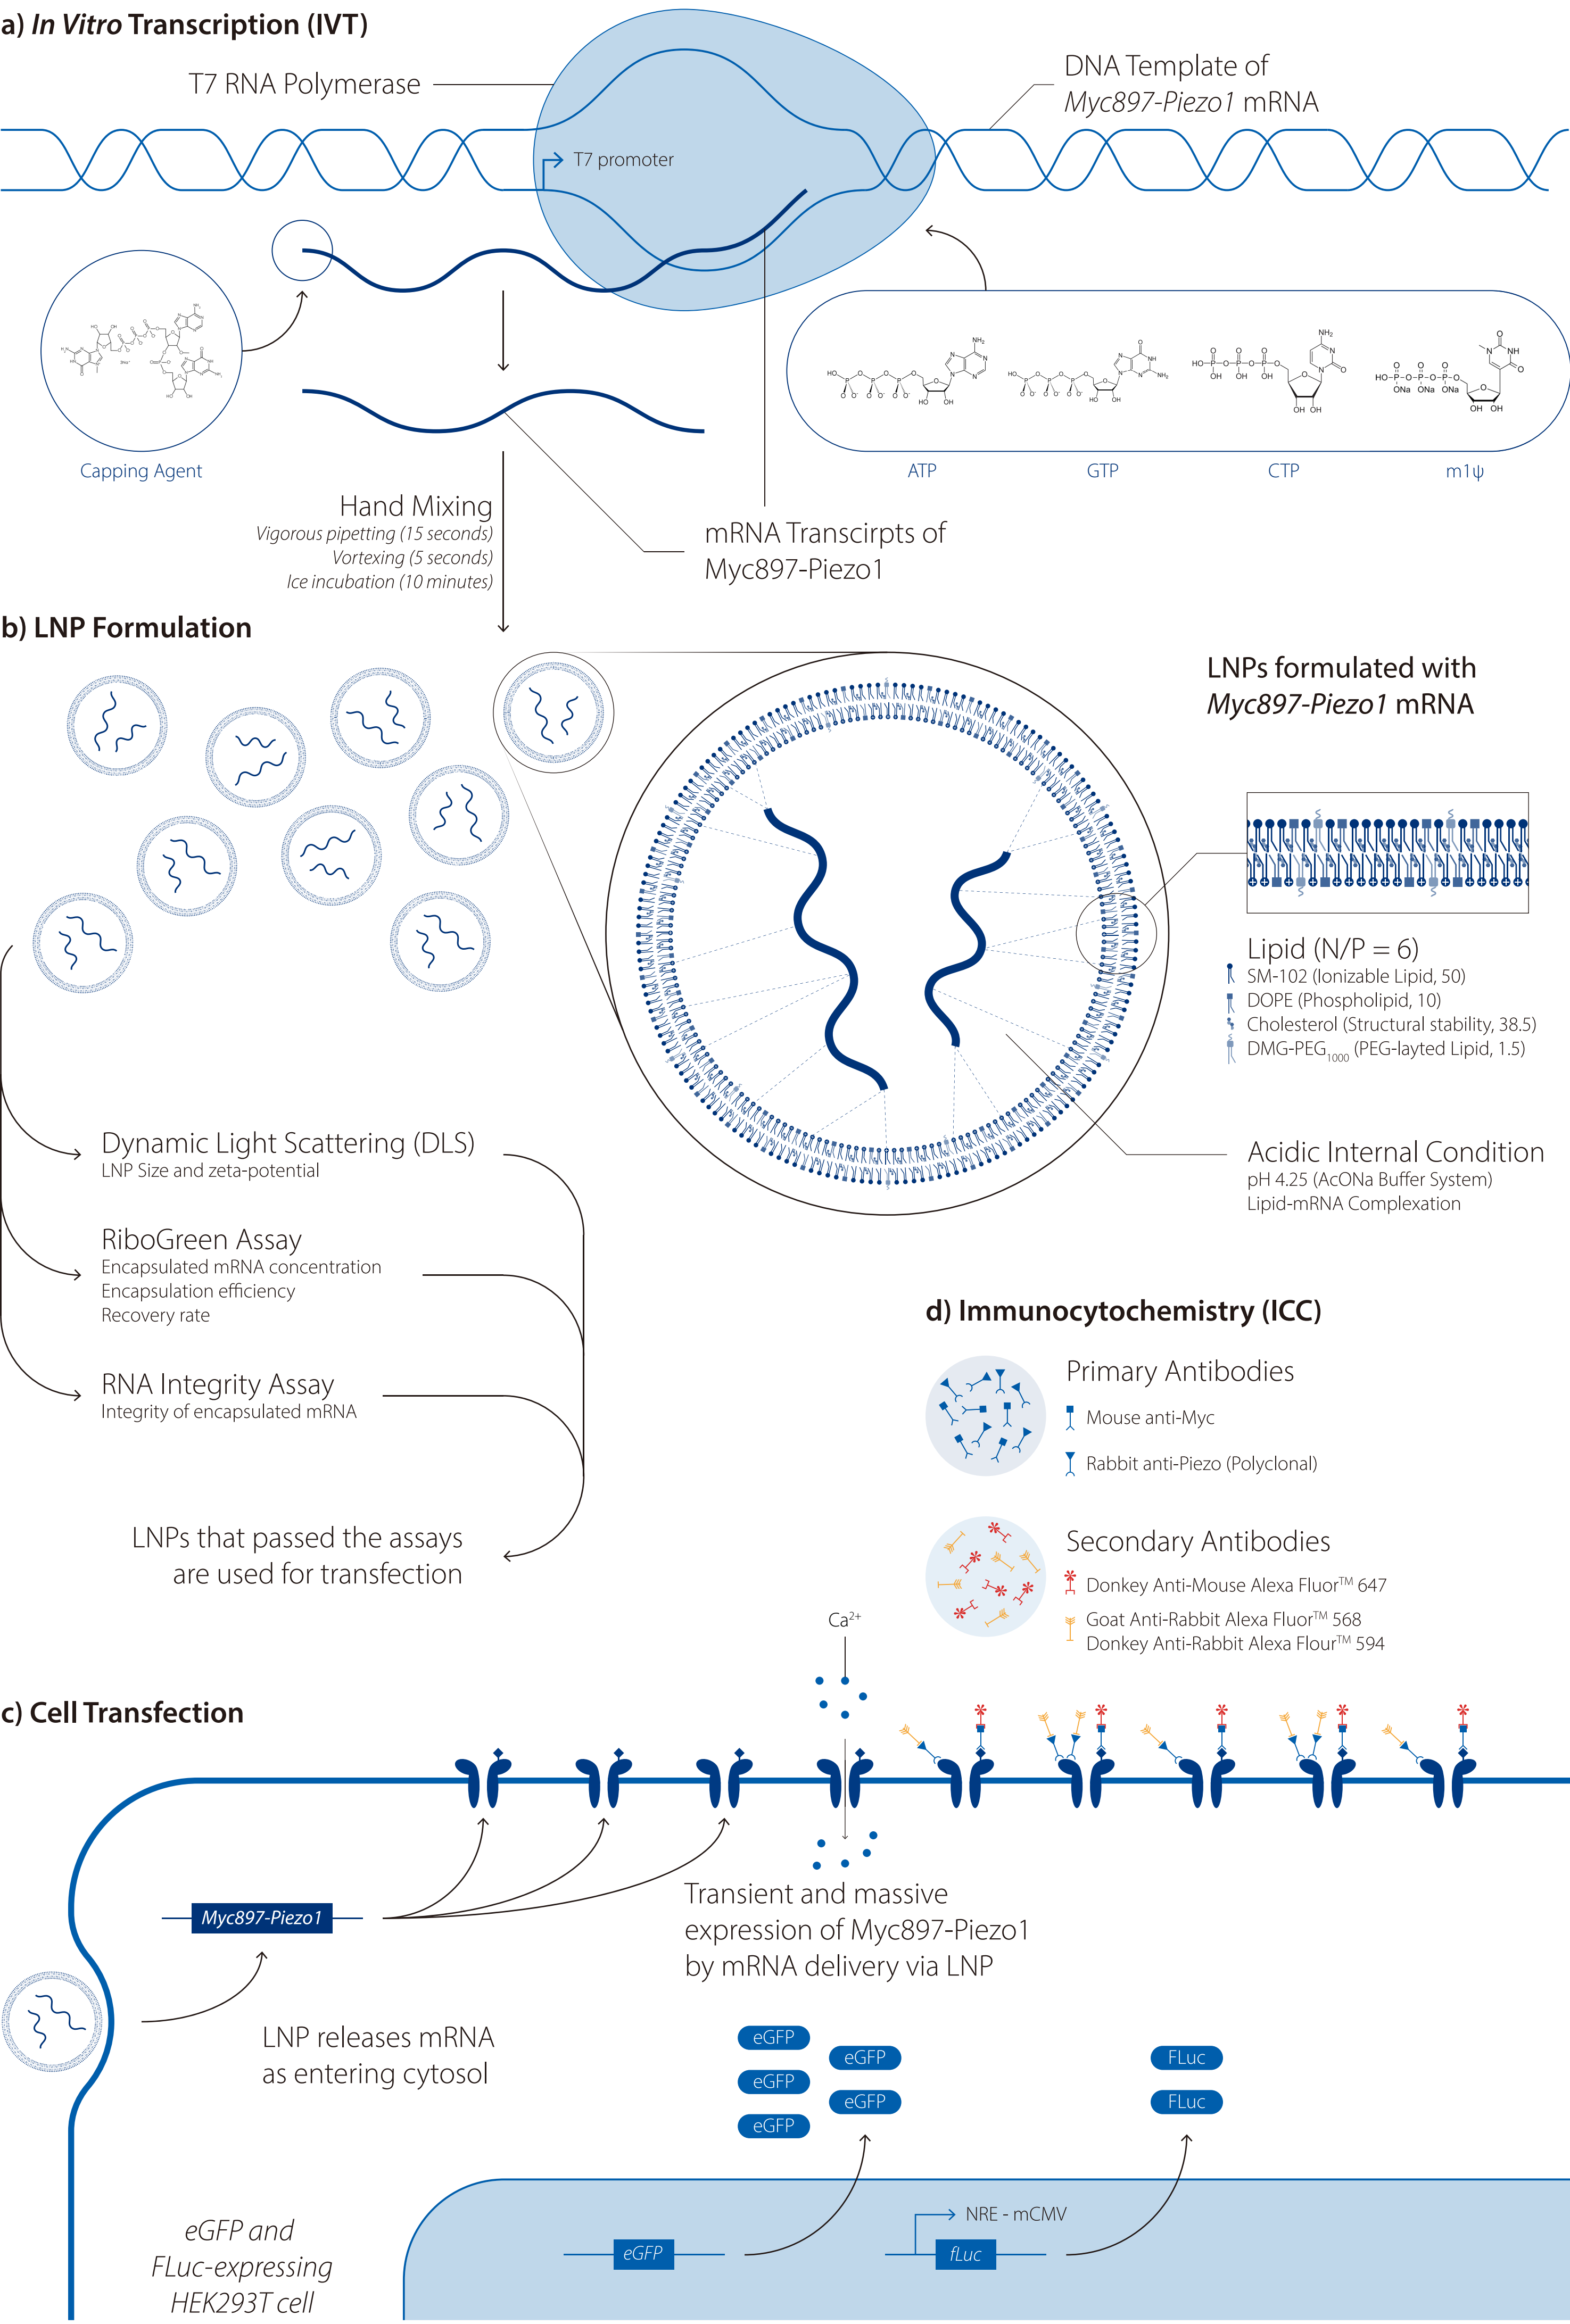 a) In Vitro Transcription (IVT)
T7 RNA Polymerase
DNA Template of
Myc897-Piezo1 mRNA
T7 promoter
Capping Agent
ATP
GTP
CTP
m1ψ
Hand Mixing
Vigorous pipetting (15 seconds)
Vortexing (5 seconds)
Ice incubation (10 minutes)
mRNA Transcirpts of
Myc897-Piezo1
b) LNP Formulation
LNPs formulated with
Myc897-Piezo1 mRNA
Lipid (N/P = 6)
SM-102 (Ionizable Lipid, 50)
DOPE (Phospholipid, 10)
Cholesterol (Structural stability, 38.5)
DMG-PEG1000 (PEG-layted Lipid, 1.5)
Acidic Internal Condition
pH 4.25 (AcONa Buffer System)
Lipid-mRNA Complexation
Dynamic Light Scattering (DLS)
LNP Size and zeta-potential
RiboGreen Assay
Encapsulated mRNA concentration
Encapsulation efficiency
Recovery rate
RNA Integrity Assay
Integrity of encapsulated mRNA
LNPs that passed the assays
are used for transfection
d) Immunocytochemistry (ICC)
Primary Antibodies
Mouse anti-Myc
Rabbit anti-Piezo (Polyclonal)
Secondary Antibodies
Donkey Anti-Mouse Alexa Fluor™ 647
Goat Anti-Rabbit Alexa Fluor™ 568
Donkey Anti-Rabbit Alexa Flour™ 594
c) Cell Transfection
Ca2+
Myc897-Piezo1
Transient and massive
expression of Myc897-Piezo1
by mRNA delivery via LNP
LNP releases mRNA
as entering cytosol
eGFP
eGFP
eGFP
eGFP
eGFP
FLuc
FLuc
eGFP and
FLuc-expressing
HEK293T cell
eGFP
NRE - mCMV
fLuc